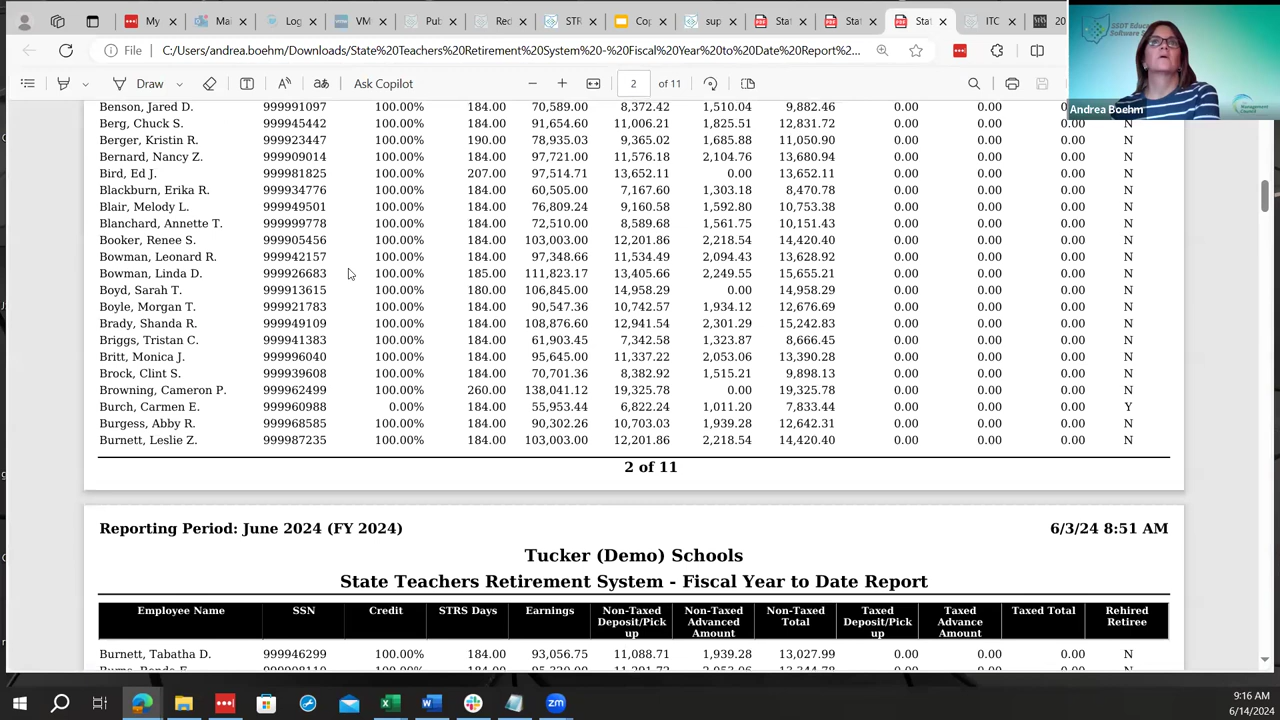 My
Mai
Log
VM
Pub
Red
STR
Cop
sup
Stat
Sta
Stat
ITC
20
File
C:/Users/andrea.boehm/Downloads/State%20Teachers%20Retirement%20System%20-%20Fiscal%20Year%20to%20Date%20Report%2...
Draw
Ask Copilot
2 of 11
Andrea Boehm
Benson, Jared D. 999991097 100.00% 184.00 70,589.00 8,372.42 1,510.04 9,882.46 0.00 0.00 0.00 N
Berg, Chuck S. 999945442 100.00% 184.00 91,654.60 11,006.21 1,825.51 12,831.72 0.00 0.00 0.00 N
Berger, Kristin R. 999923447 100.00% 190.00 78,935.03 9,365.02 1,685.88 11,050.90 0.00 0.00 0.00 N
Bernard, Nancy Z. 999909014 100.00% 184.00 97,721.00 11,576.18 2,104.76 13,680.94 0.00 0.00 0.00 N
Bird, Ed J. 999981825 100.00% 207.00 97,514.71 13,652.11 0.00 13,652.11 0.00 0.00 0.00 N
Blackburn, Erika R. 999934776 100.00% 184.00 60,505.00 7,167.60 1,303.18 8,470.78 0.00 0.00 0.00 N
Blair, Melody L. 999949501 100.00% 184.00 76,809.24 9,160.58 1,592.80 10,753.38 0.00 0.00 0.00 N
Blanchard, Annette T. 999999778 100.00% 184.00 72,510.00 8,589.68 1,561.75 10,151.43 0.00 0.00 0.00 N
Booker, Renee S. 999905456 100.00% 184.00 103,003.00 12,201.86 2,218.54 14,420.40 0.00 0.00 0.00 N
Bowman, Leonard R. 999942157 100.00% 184.00 97,348.66 11,534.49 2,094.43 13,628.92 0.00 0.00 0.00 N
Bowman, Linda D. 999926683 100.00% 185.00 111,823.17 13,405.66 2,249.55 15,655.21 0.00 0.00 0.00 N
Boyd, Sarah T. 999913615 100.00% 180.00 106,845.00 14,958.29 0.00 14,958.29 0.00 0.00 0.00 N
Boyle, Morgan T. 999921783 100.00% 184.00 90,547.36 10,742.57 1,934.12 12,676.69 0.00 0.00 0.00 N
Brady, Shanda R. 999949109 100.00% 184.00 108,876.60 12,941.54 2,301.29 15,242.83 0.00 0.00 0.00 N
Briggs, Tristan C. 999941383 100.00% 184.00 61,903.45 7,342.58 1,323.87 8,666.45 0.00 0.00 0.00 N
Britt, Monica J. 999996040 100.00% 184.00 95,645.00 11,337.22 2,053.06 13,390.28 0.00 0.00 0.00 N
Brock, Clint S. 999939608 100.00% 184.00 70,701.36 8,382.92 1,515.21 9,898.13 0.00 0.00 0.00 N
Browning, Cameron P. 999962499 100.00% 260.00 138,041.12 19,325.78 0.00 19,325.78 0.00 0.00 0.00 N
Burch, Carmen E. 999960988 0.00% 184.00 55,953.44 6,822.24 1,011.20 7,833.44 0.00 0.00 0.00 Y
Burgess, Abby R. 999968585 100.00% 184.00 90,302.26 10,703.03 1,939.28 12,642.31 0.00 0.00 0.00 N
Burnett, Leslie Z. 999987235 100.00% 184.00 103,003.00 12,201.86 2,218.54 14,420.40 0.00 0.00 0.00 N
2 of 11
Reporting Period: June 2024 (FY 2024) 6/3/24 8:51 AM
Tucker (Demo) Schools
State Teachers Retirement System - Fiscal Year to Date Report
Employee Name SSN Credit STRS Days Earnings Non-Taxed Deposit/Pick up Non-Taxed Advanced Amount Non-Taxed Total Taxed Deposit/Pick up Taxed Advance Amount Taxed Total Rehired Retiree
Burnett, Tabatha D. 999946299 100.00% 184.00 93,056.75 11,088.71 1,939.28 13,027.99 0.00 0.00 0.00 N
9:16 AM
6/14/2024